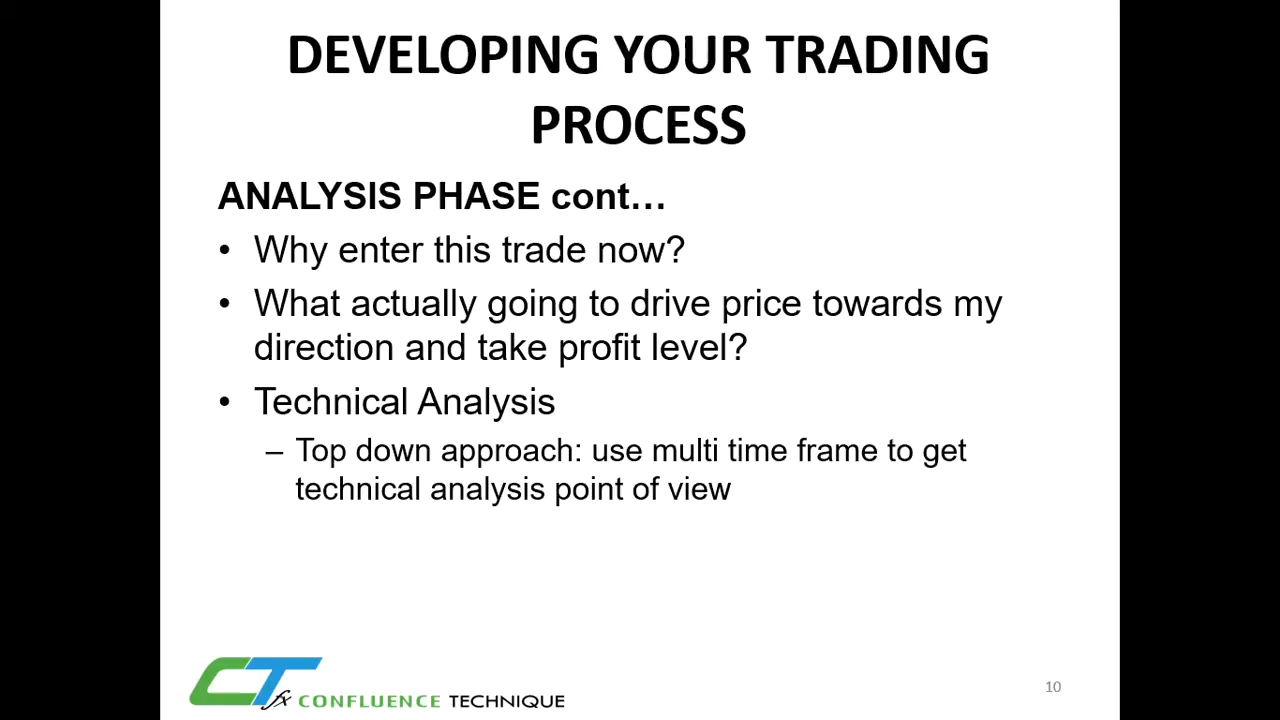 DEVELOPING YOUR TRADING
PROCESS
ANALYSIS PHASE cont…
• Why enter this trade now?
• What actually going to drive price towards my
direction and take profit level?
• Technical Analysis
– Top down approach: use multi time frame to get
technical analysis point of view
CT fx CONFLUENCE TECHNIQUE
10